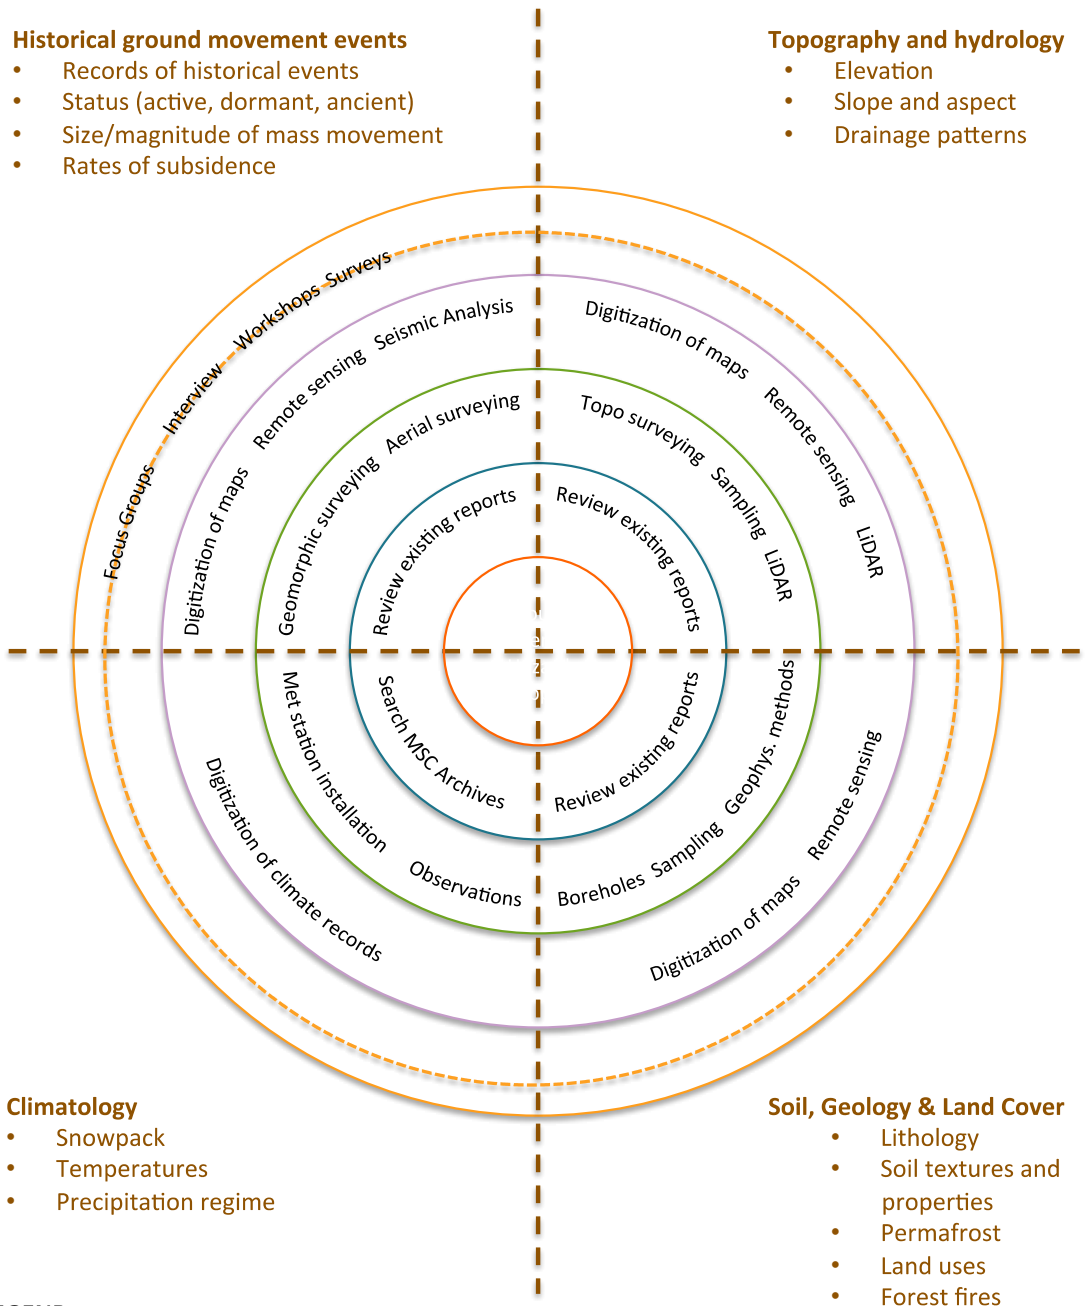 Historical ground movement events
• Records of historical events
• Status (active, dormant, ancient)
• Size/magnitude of mass movement
• Rates of subsidence
Topography and hydrology
• Elevation
• Slope and aspect
• Drainage patterns
Focus Groups
Interview
Workshops
Surveys
Digitization of maps
Remote sensing
Seismic Analysis
Geomorphic surveying
Aerial surveying
Review existing reports
Digitization of maps
Remote sensing
LiDAR
Topo surveying
Sampling
LiDAR
Review existing reports
Search MSC Archives
Met station installation
Observations
Digitization of climate records
Review existing reports
Boreholes
Sampling
Geophys. methods
Digitization of maps
Remote sensing
Climatology
• Snowpack
• Temperatures
• Precipitation regime
Soil, Geology & Land Cover
• Lithology
• Soil textures and
properties
• Permafrost
• Land uses
• Forest fires